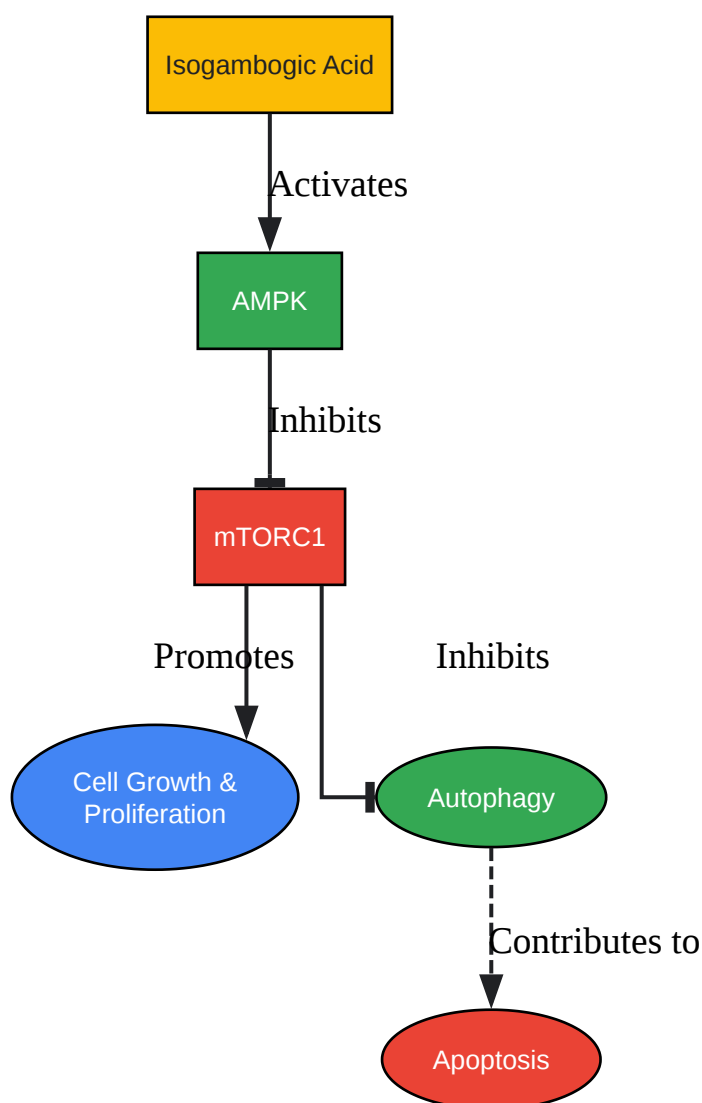 Isogambogic Acid
Activates
AMPK
Inhibits
mTORC1
Promotes
Inhibits
Cell Growth &
Proliferation
Autophagy
Contributes to
Apoptosis